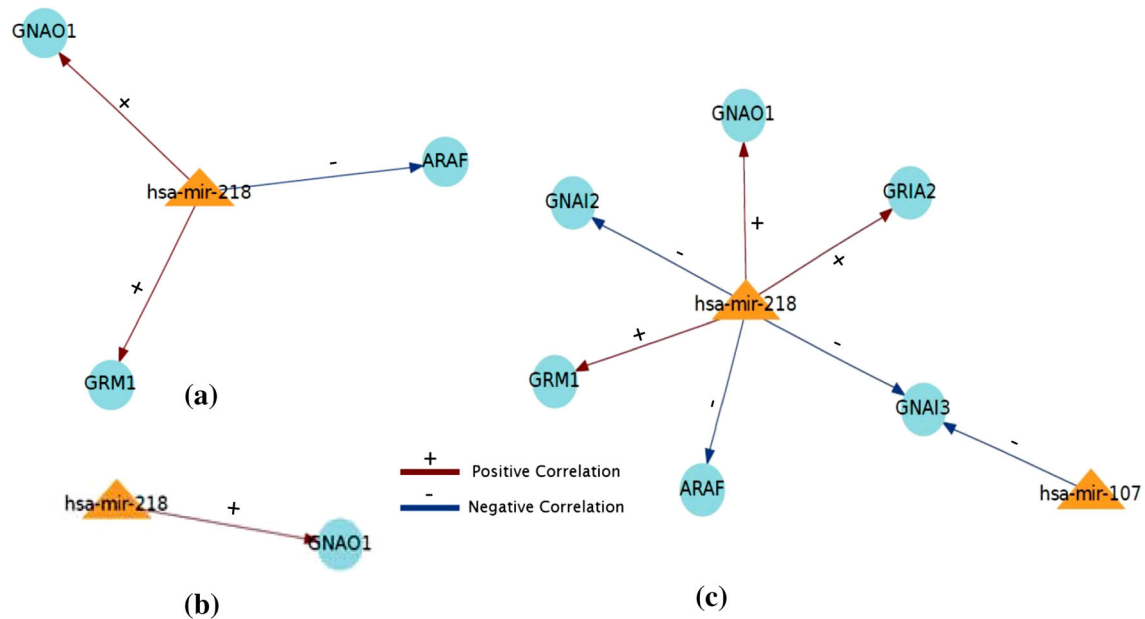 GNAO1
+
-
ARAF
hsa-mir-218
+
GRM1
(a)
GNAO1
GNAI2
GRIA2
+
-
+
hsa-mir-218
+
-
GRM1
-
GNAI3
-
ARAF
hsa-mir-107
(c)
+
Positive Correlation
-
Negative Correlation
hsa-mir-218
+
GNAO1
(b)